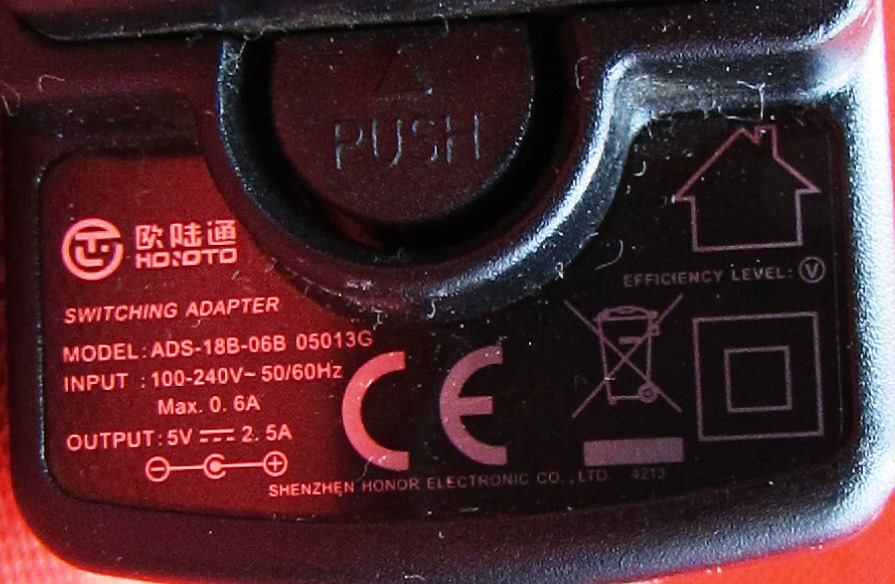 PUSH
欧陆通
HONOTO
SWITCHING ADAPTER
MODEL: ADS-18B-06B 05013G
INPUT : 100-240V~ 50/60Hz
Max. 0. 6A
OUTPUT: 5V ⎓ 2. 5A
CE
EFFICIENCY LEVEL: Ⓥ
SHENZHEN HONOR ELECTRONIC CO., LTD. 4213